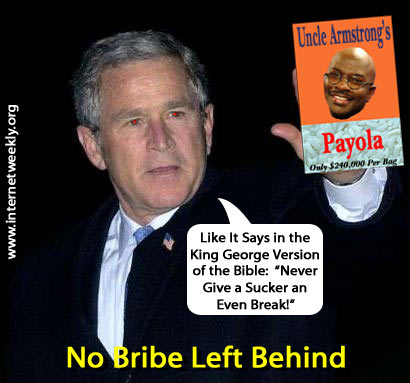 Uncle Armstrong's
Payola
Only $240,000 Per Bag
www.internetweekly.org
Like It Says in the
King George Version
of the Bible: "Never
Give a Sucker an
Even Break!"
No Bribe Left Behind